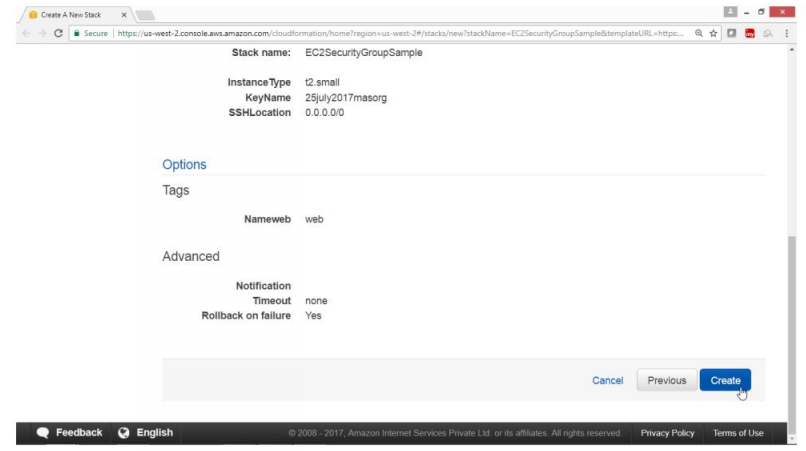 Create A New Stack
Secure | https://us-west-2.console.aws.amazon.com/cloudformation/home?region=us-west-2#/stacks/new?stackName=EC2SecurityGroupSample&templateURL=https:...
Stack name: EC2SecurityGroupSample
InstanceType t2.small
KeyName 25july2017masorg
SSHLocation 0.0.0.0/0
Options
Tags
Nameweb web
Advanced
Notification
Timeout none
Rollback on failure Yes
Cancel Previous Create
Feedback English © 2008 - 2017, Amazon Internet Services Private Ltd. or its affiliates. All rights reserved. Privacy Policy Terms of Use